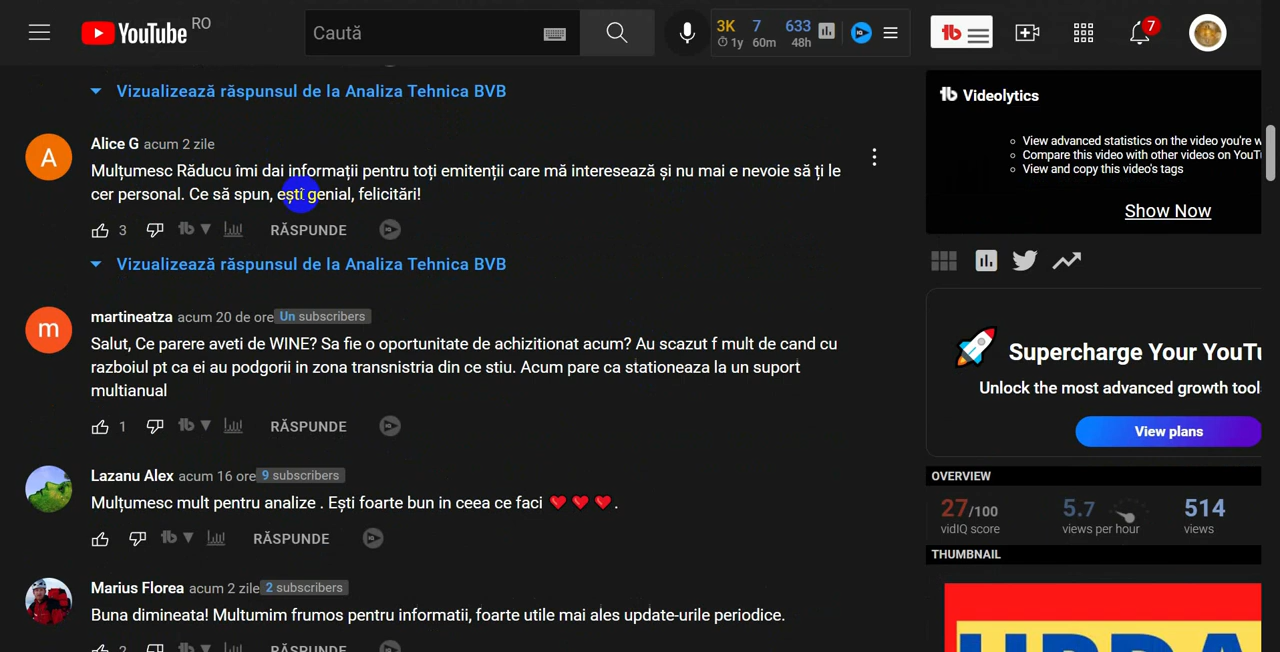 YouTube RO
Caută
3K 7 633
1y 60m 48h
IQ
7
Vizualizează răspunsul de la Analiza Tehnica BVB
A
Alice G acum 2 zile
Mulțumesc Răducu îmi dai informații pentru toți emitenții care mă interesează și nu mai e nevoie să ți le
cer personal. Ce să spun, ești genial, felicitări!
3 RĂSPUNDE
Vizualizează răspunsul de la Analiza Tehnica BVB
m
martineatza acum 20 de ore Un subscribers
Salut, Ce parere aveti de WINE? Sa fie o oportunitate de achizitionat acum? Au scazut f mult de cand cu
razboiul pt ca ei au podgorii in zona transnistria din ce stiu. Acum pare ca stationeaza la un suport
multianual
1 RĂSPUNDE
Lazanu Alex acum 16 ore 9 subscribers
Mulțumesc mult pentru analize . Ești foarte bun in ceea ce faci ❤❤❤.
RĂSPUNDE
Marius Florea acum 2 zile 2 subscribers
Buna dimineata! Multumim frumos pentru informatii, foarte utile mai ales update-urile periodice.
2 RĂSPUNDE
Videolytics
View advanced statistics on the video you're w
Compare this video with other videos on YouT
View and copy this video's tags
Show Now
Supercharge Your YouTu
Unlock the most advanced growth tool
View plans
OVERVIEW
27/100 5.7 514
vidIQ score views per hour views
THUMBNAIL
UPDA